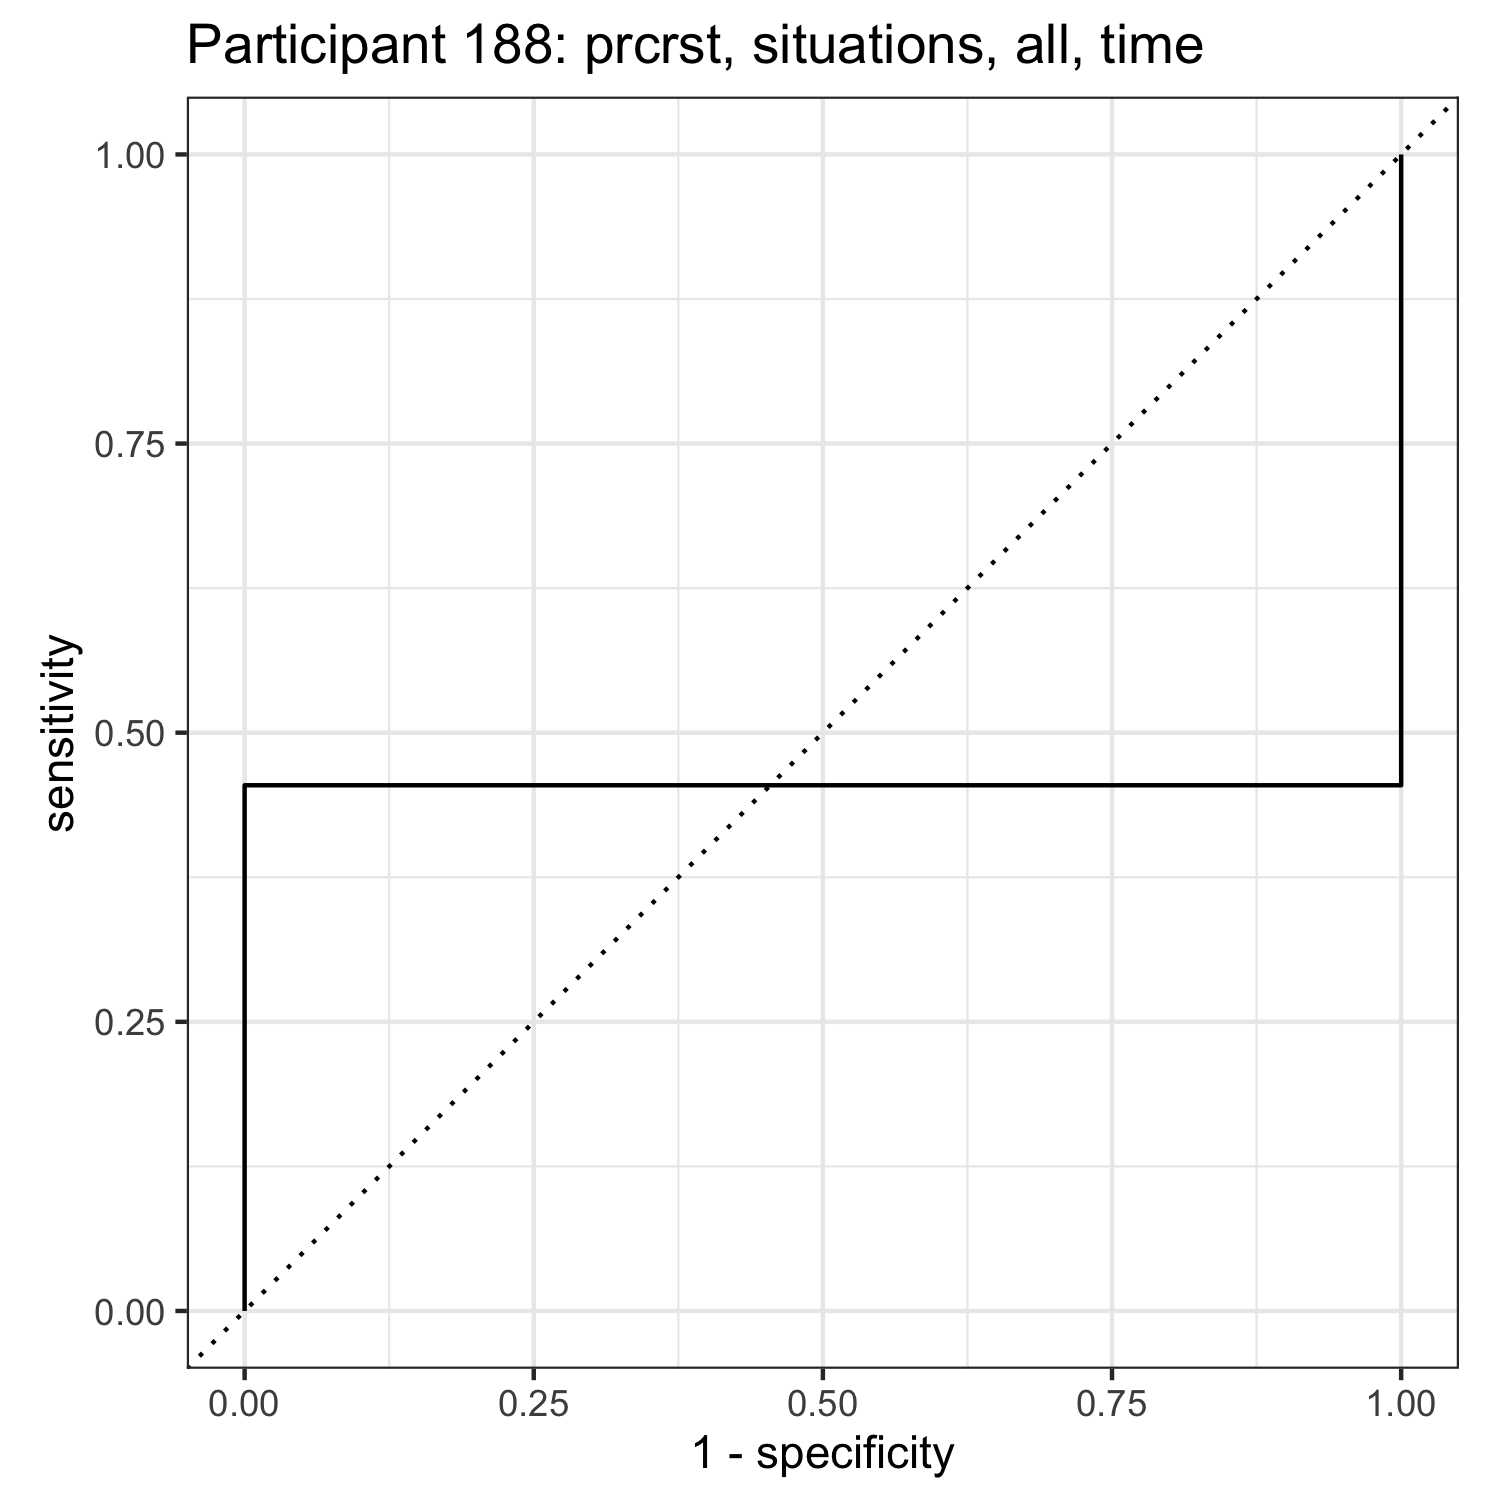 Participant 188: prcrst, situations, all, time
sensitivity
1.00
0.75
0.50
0.25
0.00
0.00 0.25 0.50 0.75 1.00
1 - specificity